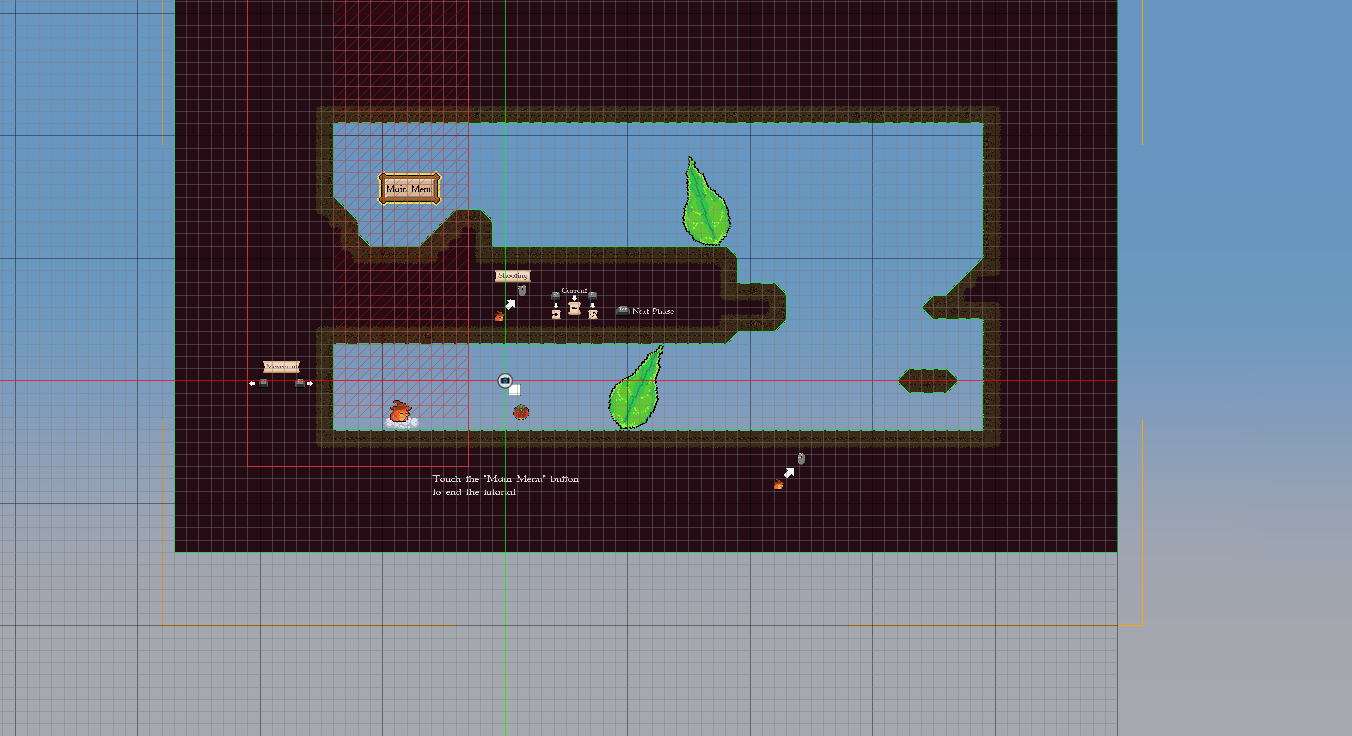 Main Menu
Shooting
Current
Next Phase
Movement
Touch the "Main Menu" button
to end the tutorial